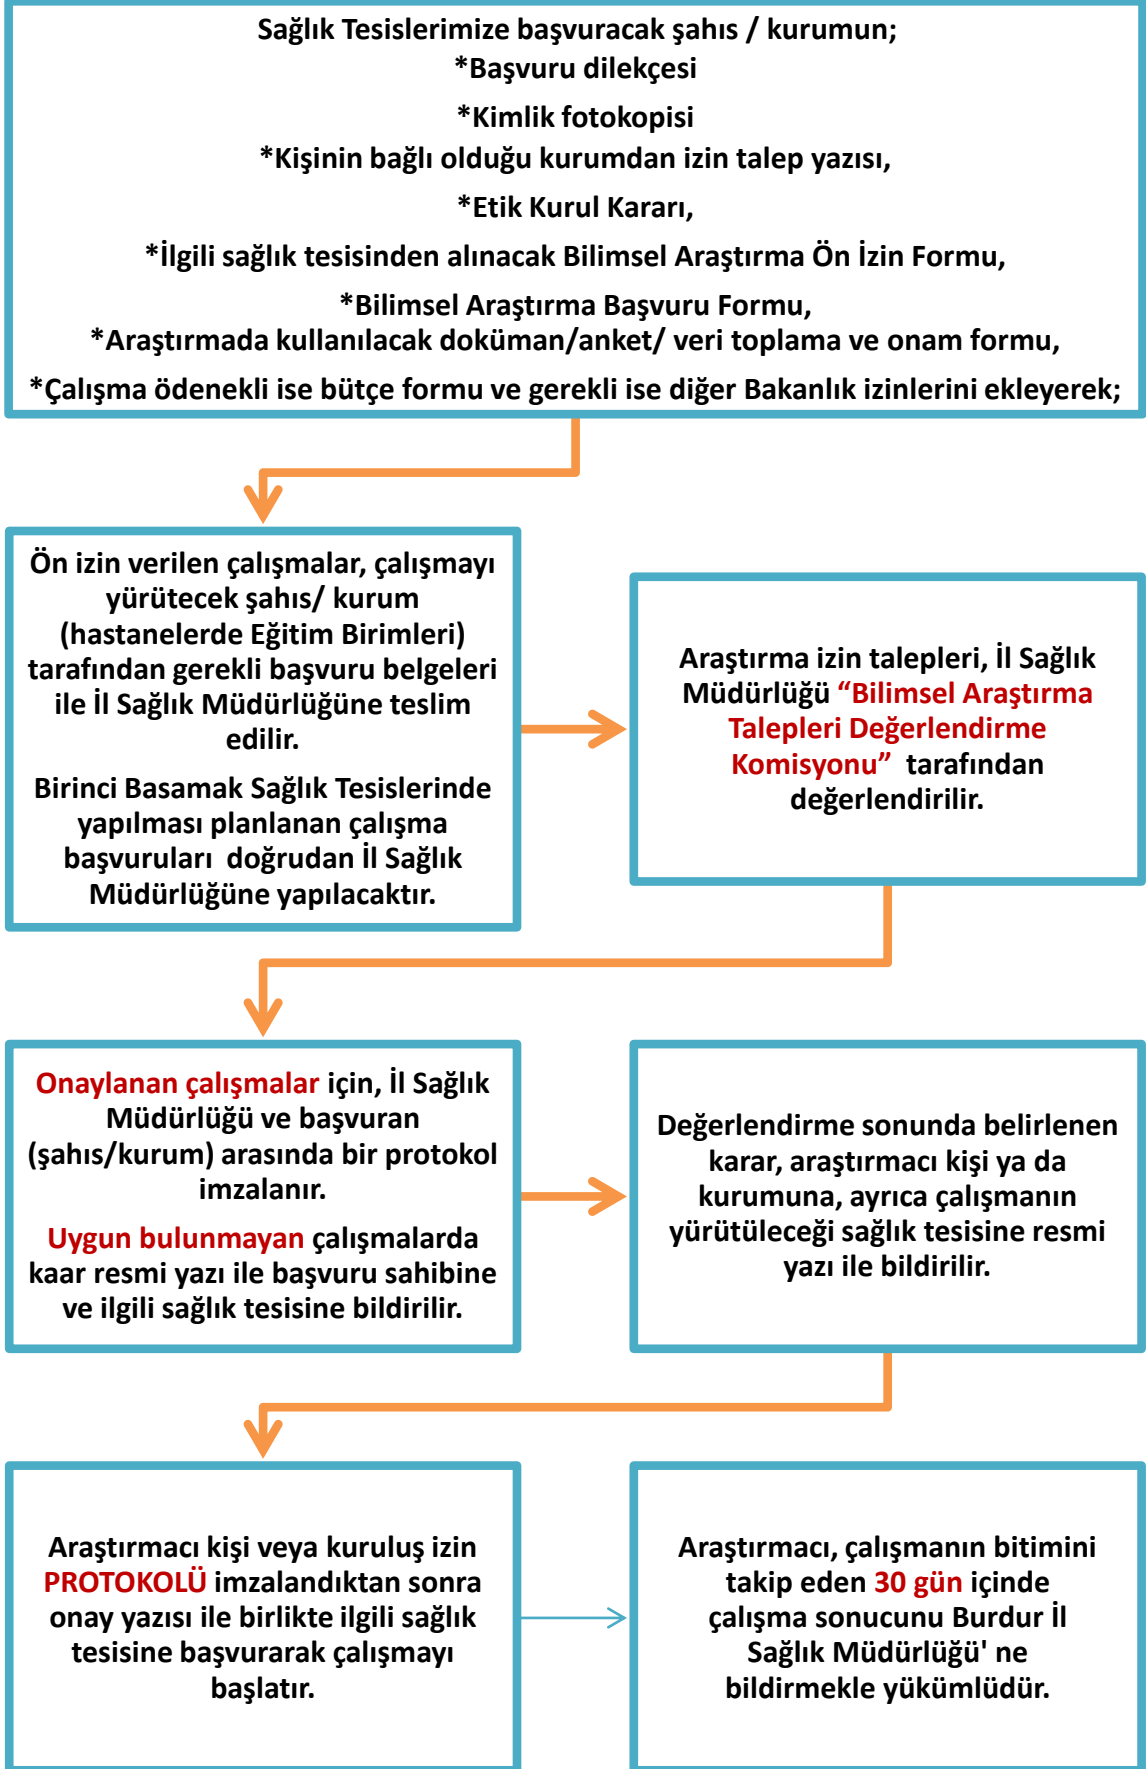 Sağlık Tesislerimize başvuracak şahıs / kurumun;
*Başvuru dilekçesi
*Kimlik fotokopisi
*Kişinin bağlı olduğu kurumdan izin talep yazısı,
*Etik Kurul Kararı,
*İlgili sağlık tesisinden alınacak Bilimsel Araştırma Ön İzin Formu,
*Bilimsel Araştırma Başvuru Formu,
*Araştırmada kullanılacak doküman/anket/ veri toplama ve onam formu,
*Çalışma ödenekli ise bütçe formu ve gerekli ise diğer Bakanlık izinlerini ekleyerek;
Ön izin verilen çalışmalar, çalışmayı
yürütecek şahıs/ kurum
(hastanelerde Eğitim Birimleri)
tarafından gerekli başvuru belgeleri
ile İl Sağlık Müdürlüğüne teslim
edilir.
Birinci Basamak Sağlık Tesislerinde
yapılması planlanan çalışma
başvuruları doğrudan İl Sağlık
Müdürlüğüne yapılacaktır.
Araştırma izin talepleri, İl Sağlık
Müdürlüğü “Bilimsel Araştırma
Talepleri Değerlendirme
Komisyonu” tarafından
değerlendirilir.
Onaylanan çalışmalar için, İl Sağlık
Müdürlüğü ve başvuran
(şahıs/kurum) arasında bir protokol
imzalanır.
Uygun bulunmayan çalışmalarda
kaar resmi yazı ile başvuru sahibine
ve ilgili sağlık tesisine bildirilir.
Değerlendirme sonunda belirlenen
karar, araştırmacı kişi ya da
kurumuna, ayrıca çalışmanın
yürütüleceği sağlık tesisine resmi
yazı ile bildirilir.
Araştırmacı kişi veya kuruluş izin
PROTOKOLÜ imzalandıktan sonra
onay yazısı ile birlikte ilgili sağlık
tesisine başvurarak çalışmayı
başlatır.
Araştırmacı, çalışmanın bitimini
takip eden 30 gün içinde
çalışma sonucunu Burdur İl
Sağlık Müdürlüğü' ne
bildirmekle yükümlüdür.